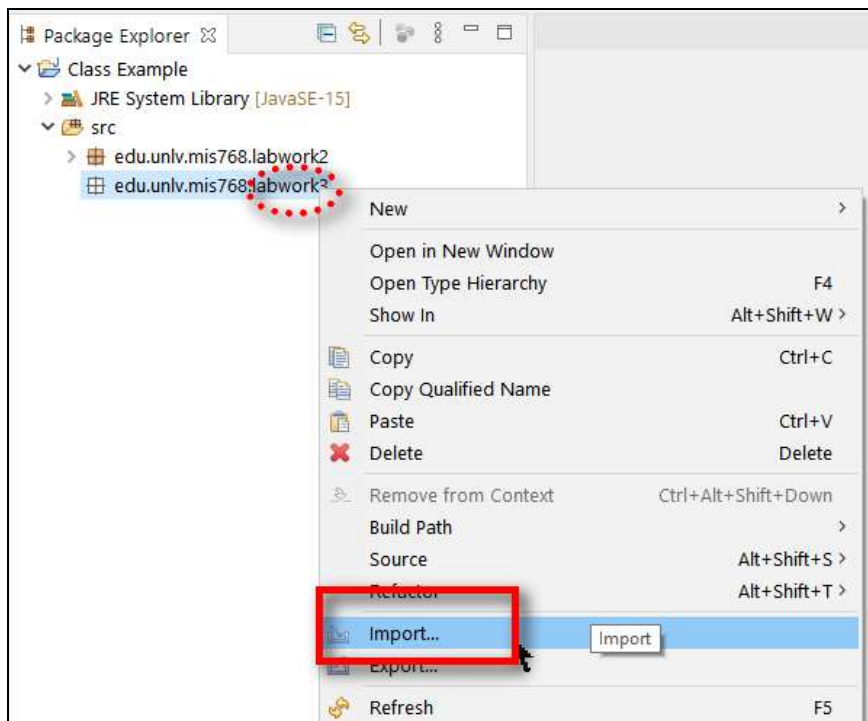 Package Explorer
Class Example
JRE System Library [JavaSE-15]
src
edu.unlv.mis768.labwork2
edu.unlv.mis768.labwork3
New
Open in New Window
Open Type Hierarchy F4
Show In Alt+Shift+W >
Copy Ctrl+C
Copy Qualified Name
Paste Ctrl+V
Delete Delete
Remove from Context Ctrl+Alt+Shift+Down
Build Path
Source Alt+Shift+S >
Refactor Alt+Shift+T >
Import... Import
Export...
Refresh F5